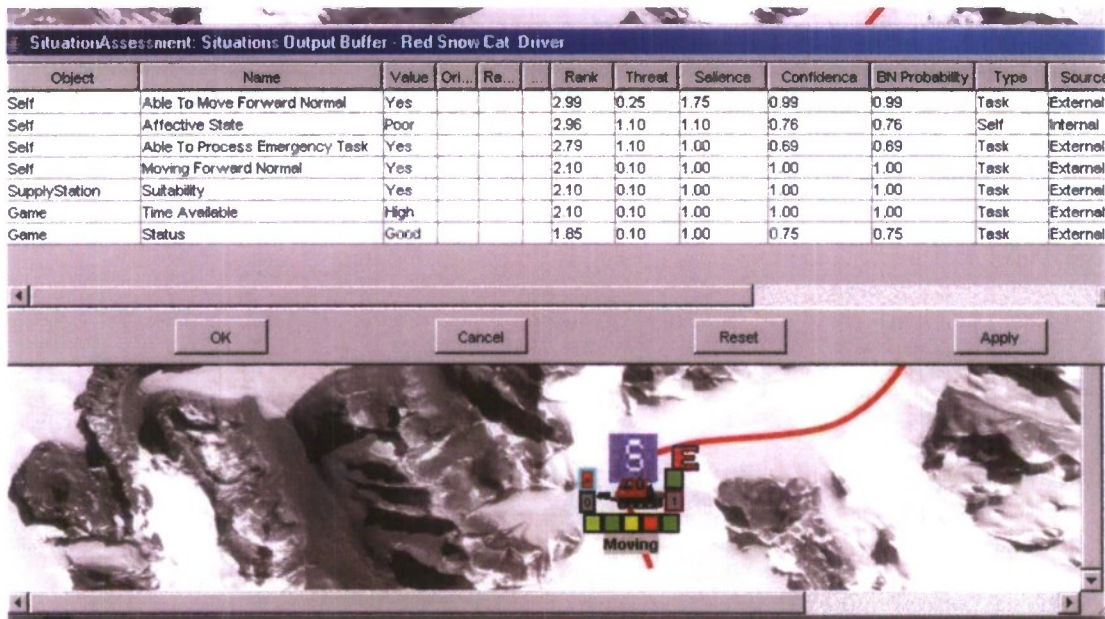 SituationAssessment: Situations Output Buffer - Red Snow Cat Driver
Object Name Value Ori... Ra... ... Rank Threat Salience Confidence BN Probability Type Source
Self Able To Move Forward Normal Yes 2.99 0.25 1.75 0.99 0.99 Task External
Self Affective State Poor 2.96 1.10 1.10 0.76 0.76 Self Internal
Self Able To Process Emergency Task Yes 2.79 1.10 1.00 0.69 0.69 Task External
Self Moving Forward Normal Yes 2.10 0.10 1.00 1.00 1.00 Task External
SupplyStation Suitability Yes 2.10 0.10 1.00 1.00 1.00 Task External
Game Time Available High 2.10 0.10 1.00 1.00 1.00 Task External
Game Status Good 1.85 0.10 1.00 0.75 0.75 Task External
OK Cancel Reset Apply
S E
Moving